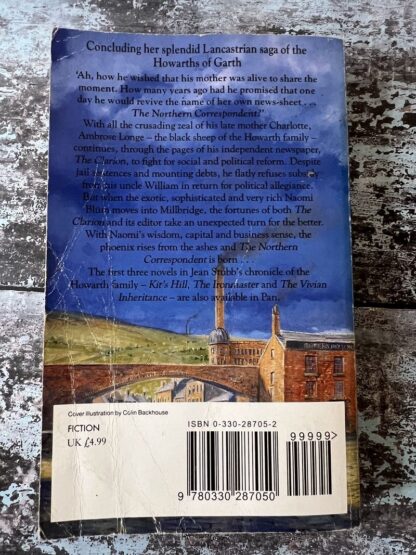 Concluding her splendid Lancastrian saga of the
Howarths of Garth
'Ah, how he wished that his mother was alive to share the
moment. How many years ago had he promised that one
day he would revive the name of her own news-sheet . . .
The Northern Correspondent?'
With all the crusading zeal of his late mother Charlotte,
Ambrose Longe – the black sheep of the Howarth family –
continues, through the pages of his independent newspaper,
The Clarion, to fight for social and political reform. Despite
jail sentences and mounting debts, he flatly refuses subsidy
from his uncle William in return for political allegiance.
But when the exotic, sophisticated and very rich Naomi
Blum moves into Millbridge, the fortunes of both The
Clarion and its editor take an unexpected turn for the better.
With Naomi's wisdom, capital and business sense, the
phoenix rises from the ashes and The Northern
Correspondent is born . . .
The first three novels in Jean Stubb's chronicle of the
Howarth family – Kit's Hill, The Ironmaster and The Vivian
Inheritance – are also available in Pan.
Cover illustration by Colin Backhouse
FICTION
UK £4.99
ISBN 0-330-28705-2
99999>
9 780330 287050